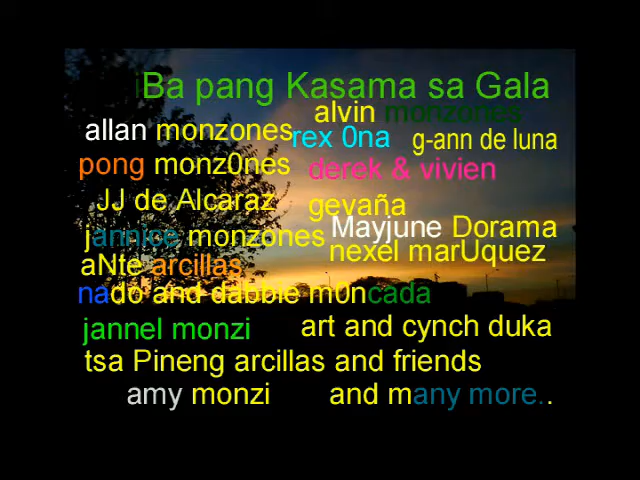 iBa pang Kasama sa Gala
alvin monzones
allan monzones
rex 0na
g-ann de luna
pong monz0nes
derek & vivien
JJ de Alcaraz
gevaña
Mayjune Dorama
jannice monzones
nexel marUquez
aNte arcillas
nado and dabbie m0ncada
jannel monzi
art and cynch duka
tsa Pineng arcillas and friends
amy monzi
and many more..